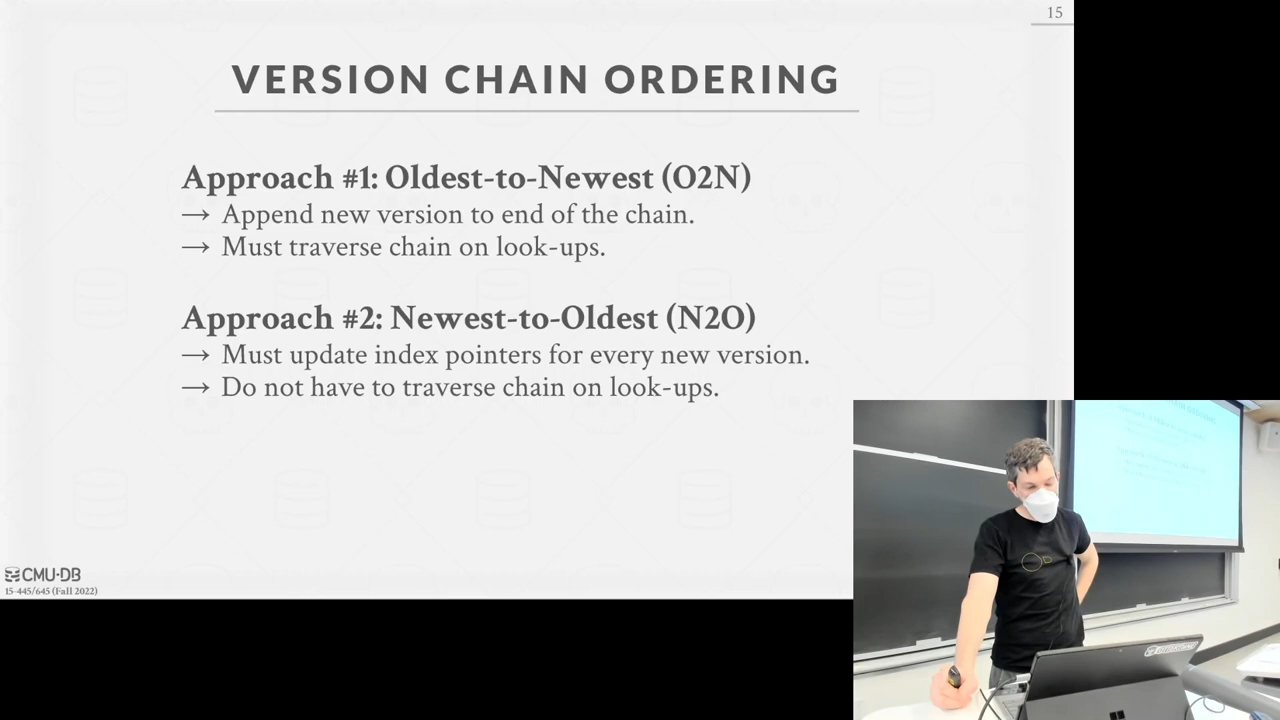 15
VERSION CHAIN ORDERING
Approach #1: Oldest-to-Newest (O2N)
→ Append new version to end of the chain.
→ Must traverse chain on look-ups.
Approach #2: Newest-to-Oldest (N2O)
→ Must update index pointers for every new version.
→ Do not have to traverse chain on look-ups.
CMU·DB
15-445/645 (Fall 2022)